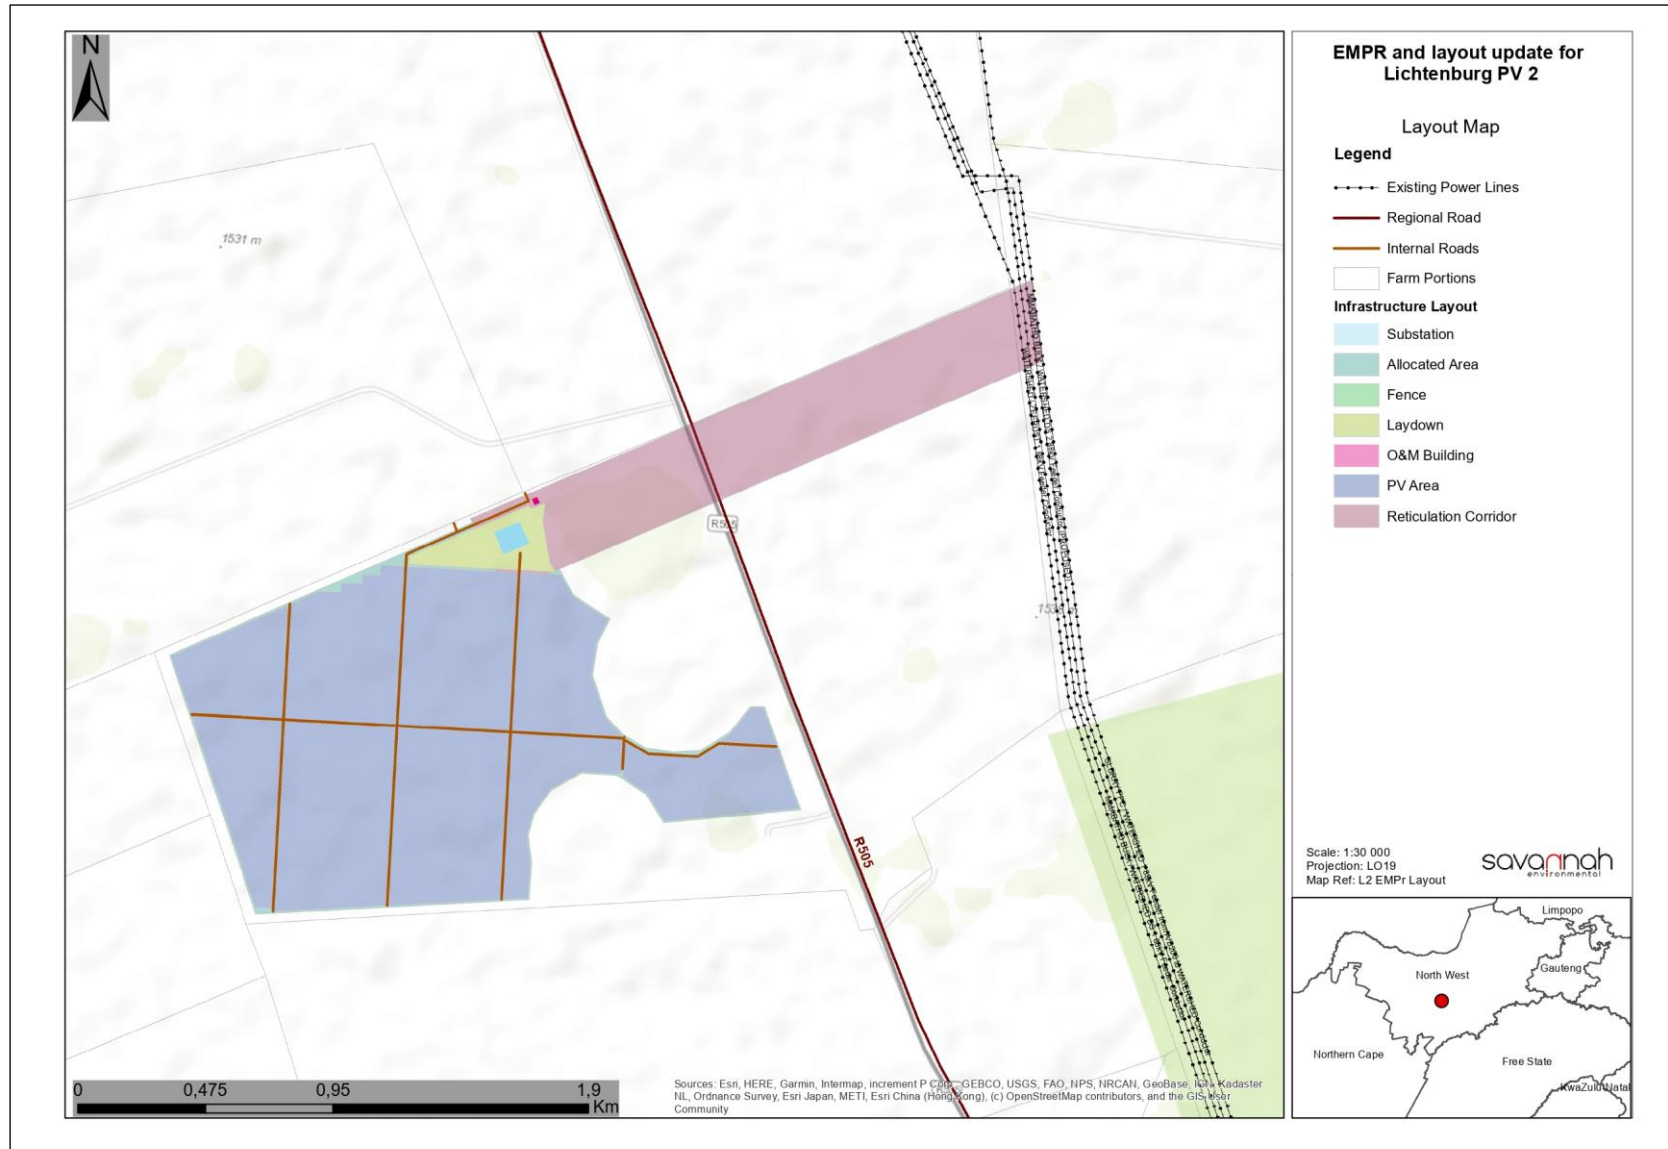 N
1531 m
R505
EMPR and layout update for
Lichtenburg PV 2
Layout Map
Legend
Existing Power Lines
Regional Road
Internal Roads
Farm Portions
Infrastructure Layout
Substation
Allocated Area
Fence
Laydown
O&M Building
PV Area
Reticulation Corridor
Scale: 1:30 000
Projection: LO19
Map Ref: L2 EMPr Layout
savannah
environmental
Limpopo
North West
Gauteng
Northern Cape
Free State
KwaZulu-Natal
0 0,475 0,95 1,9
Km
Sources: Esri, HERE, Garmin, Intermap, increment P Corp., GEBCO, USGS, FAO, NPS, NRCAN, GeoBase, IGN, Kadaster
NL, Ordnance Survey, Esri Japan, METI, Esri China (Hong Kong), (c) OpenStreetMap contributors, and the GIS User
Community